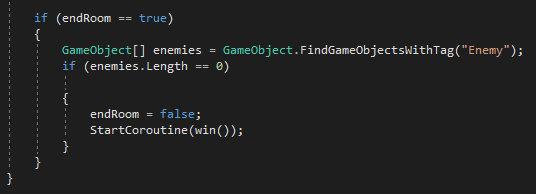 if (endRoom == true)
{
GameObject[] enemies = GameObject.FindGameObjectsWithTag("Enemy");
if (enemies.Length == 0)
{
endRoom = false;
StartCoroutine(win());
}
}
}